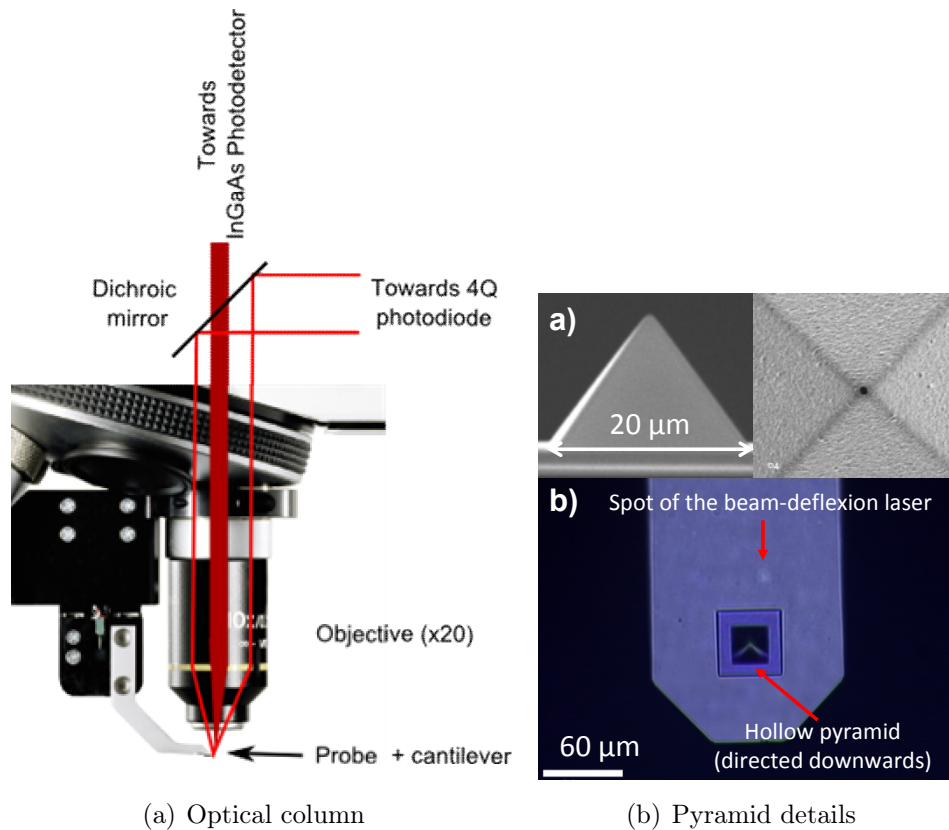 Towards
InGaAs Photodetector
Dichroic
mirror
Towards 4Q
photodiode
Objective (x20)
Probe + cantilever
(a) Optical column
a)
20 μm
b)
Spot of the beam-deflexion laser
Hollow pyramid
(directed downwards)
60 μm
(b) Pyramid details